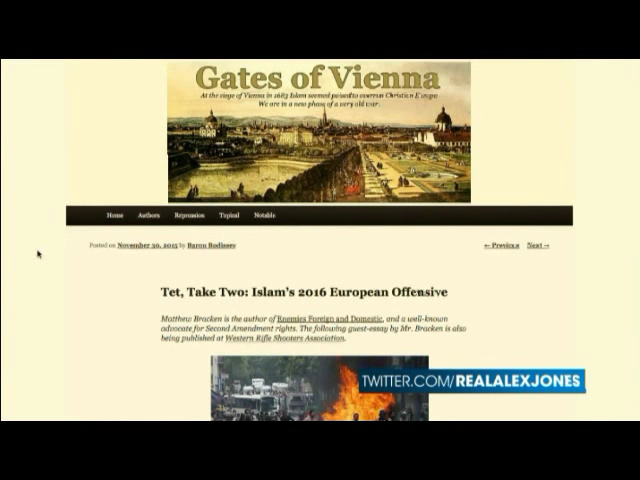 Gates of Vienna
At the siege of Vienna in 1683 Islam seemed poised to overrun Christian Europe.
We are in a new phase of a very old war.
Home Authors Repression Topical Notable
Posted on November 30, 2015 by Baron Bodissey ← Previous Next →
Tet, Take Two: Islam's 2016 European Offensive
Matthew Bracken is the author of Enemies Foreign and Domestic, and a well-known
advocate for Second Amendment rights. The following guest-essay by Mr. Bracken is also
being published at Western Rifle Shooters Association.
TWITTER.COM/REALALEXJONES